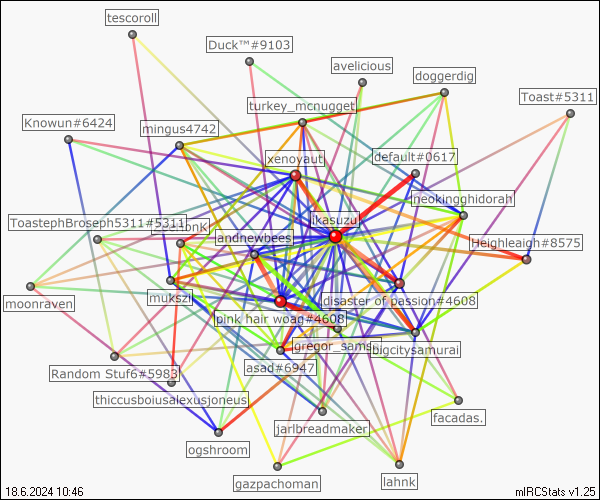 tescoroll
Duck™#9103
avelicious
doggerdig
Toast#5311
turkey_mcnugget
Knowun#6424
mingus4742
xenoyaut
default#0617
neokingghidorah
ikasuzu
ToastephBroseph5311#5311
andnewbees
Heighleaigh#8575
moonraven
mukszi
disaster of passion#4608
pink hair woag#4608
gregor_sams
bigcitysamurai
Random Stuf6#5983
asad#6947
thiccusboiusalexusjoneus
facadas.
jarlbreadmaker
ogshroom
gazpachoman
lahnk
18.6.2024 10:46
mIRCStats v1.25